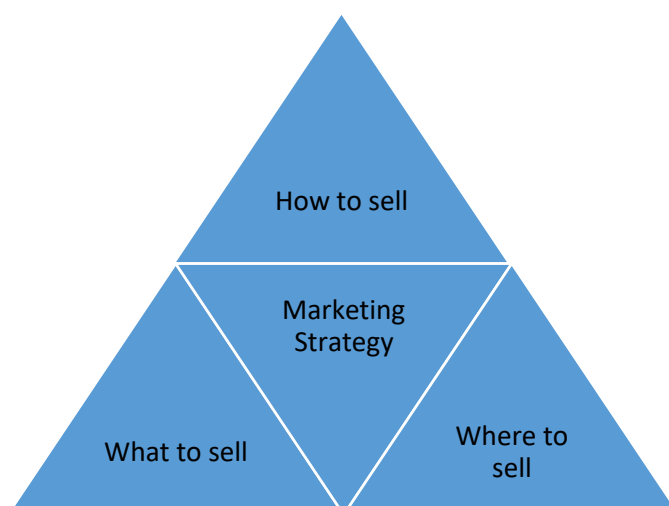 How to sell
Marketing
Strategy
What to sell
Where to
sell